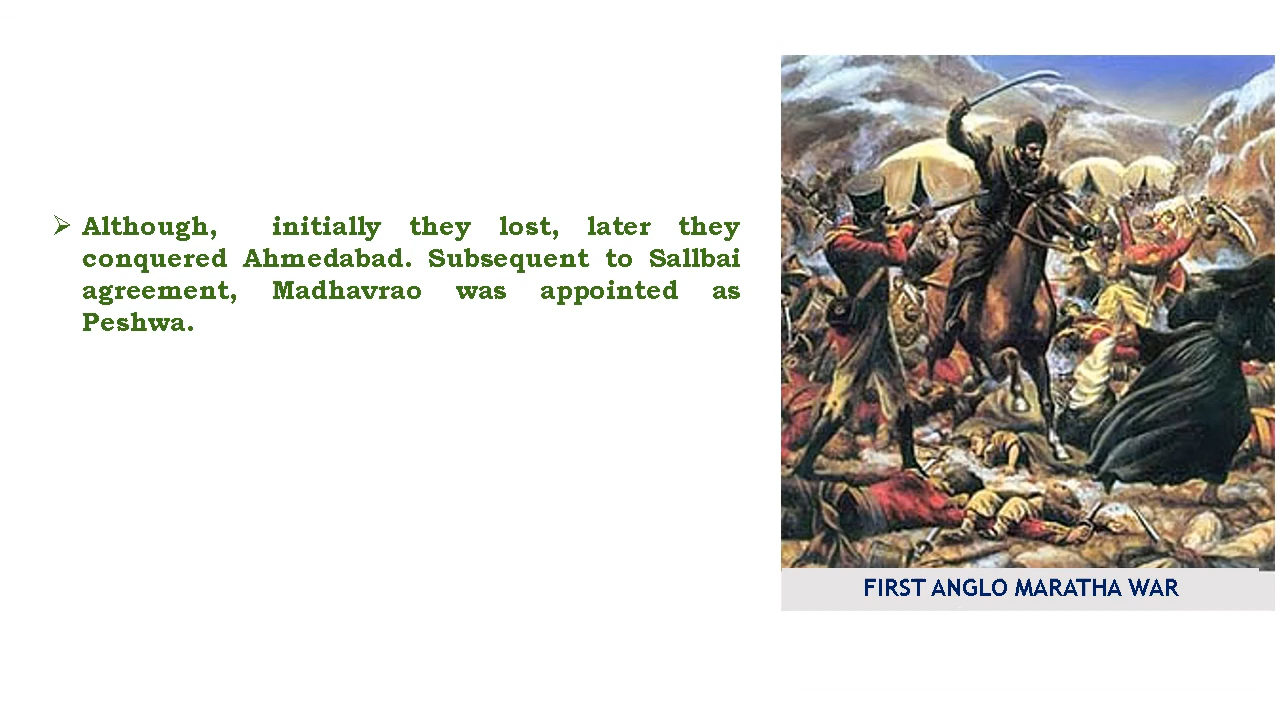 Although, initially they lost, later they
conquered Ahmedabad. Subsequent to Sallbai
agreement, Madhavrao was appointed as
Peshwa.
FIRST ANGLO MARATHA WAR